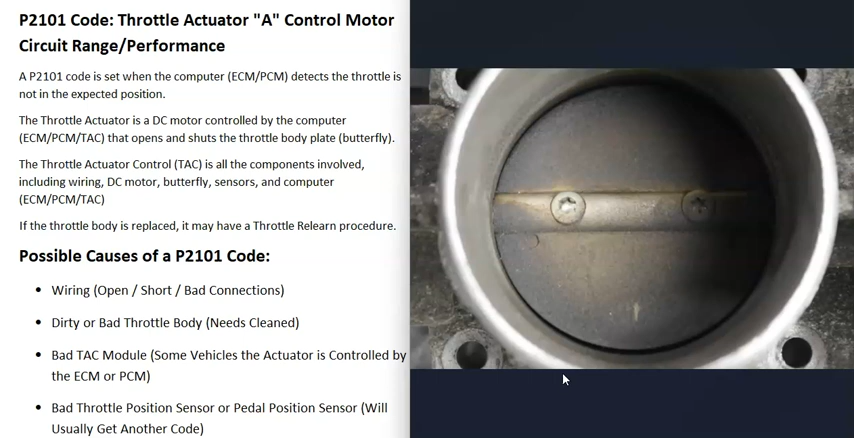 P2101 Code: Throttle Actuator "A" Control Motor
Circuit Range/Performance
A P2101 code is set when the computer (ECM/PCM) detects the throttle is
not in the expected position.
The Throttle Actuator is a DC motor controlled by the computer
(ECM/PCM/TAC) that opens and shuts the throttle body plate (butterfly).
The Throttle Actuator Control (TAC) is all the components involved,
including wiring, DC motor, butterfly, sensors, and computer
(ECM/PCM/TAC)
If the throttle body is replaced, it may have a Throttle Relearn procedure.
Possible Causes of a P2101 Code:
• Wiring (Open / Short / Bad Connections)
• Dirty or Bad Throttle Body (Needs Cleaned)
• Bad TAC Module (Some Vehicles the Actuator is Controlled by
the ECM or PCM)
• Bad Throttle Position Sensor or Pedal Position Sensor (Will
Usually Get Another Code)